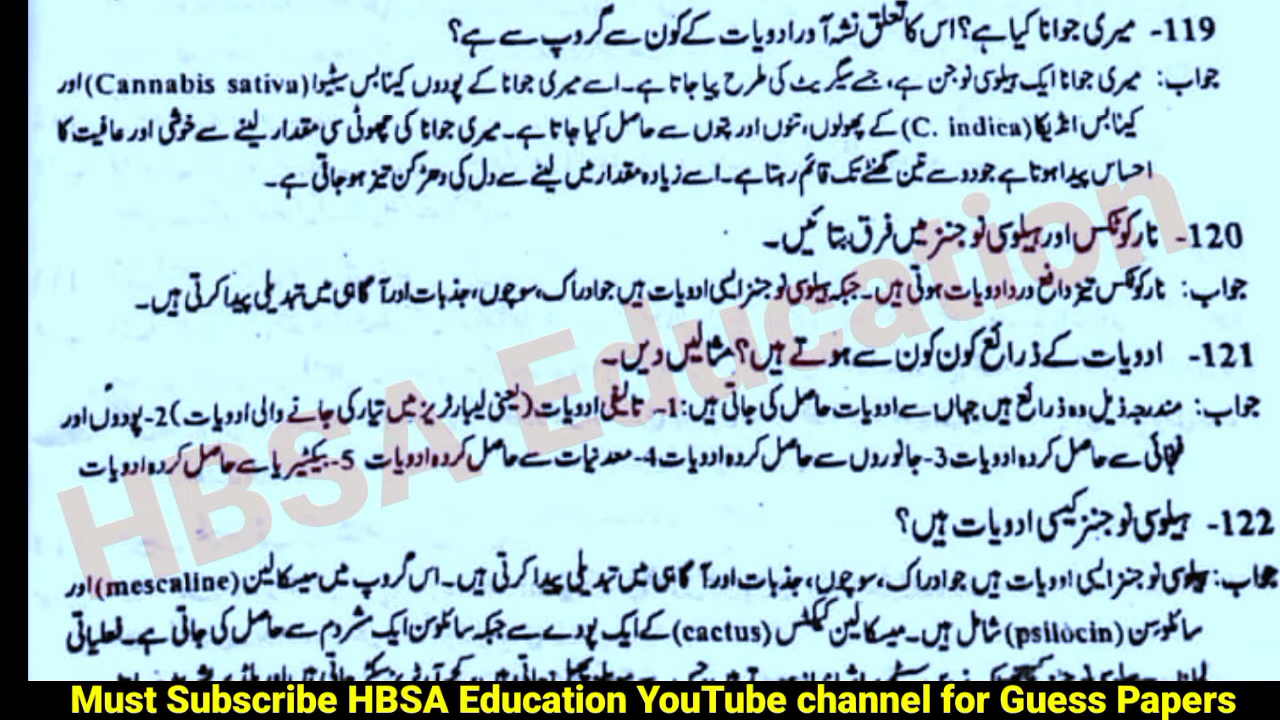 119- میری جوانا کیا ہے؟ اس کا تعلق نشہ آور ادویات کے کون سے گروپ سے ہے؟
جواب: میری جوانا ایک ہیلوسی نوجن ہے، جسے سگریٹ کی طرح پیا جاتا ہے۔ اسے میری جوانا کے پودوں کینابس سیٹیوا (Cannabis sativa) اور
کینابس انڈیکا (C. indica) کے پھولوں، تنوں اور پتوں سے حاصل کیا جاتا ہے۔ میری جوانا کی چھوٹی سی مقدار لینے سے خوشی اور عافیت کا
احساس پیدا ہوتا ہے جو دو سے تین گھنٹے تک قائم رہتا ہے۔ اسے زیادہ مقدار میں لینے سے دل کی دھڑکن تیز ہو جاتی ہے۔
120- نارکوٹکس اور ہیلوسی نوجنز میں فرق بتائیں۔
جواب: نارکوٹکس تیز دافع درد ادویات ہوتی ہیں۔ جبکہ ہیلوسی نوجنز ایسی ادویات ہیں جو ادراک، سوچوں، جذبات اور آگاہی میں تبدیلی پیدا کرتی ہیں۔
121- ادویات کے ذرائع کون کون سے ہوتے ہیں؟ مثالیں دیں۔
جواب: مندرجہ ذیل وہ ذرائع ہیں جہاں سے ادویات حاصل کی جاتی ہیں: 1- تالیفی ادویات (یعنی لیبارٹریز میں تیار کی جانے والی ادویات) 2- پودوں اور
فنجائی سے حاصل کردہ ادویات 3- جانوروں سے حاصل کردہ ادویات 4- معدنیات سے حاصل کردہ ادویات 5- بیکٹیریا سے حاصل کردہ ادویات
122- ہیلوسی نوجنز کیسی ادویات ہیں؟
جواب: ہیلوسی نوجنز ایسی ادویات ہیں جو ادراک، سوچوں، جذبات اور آگاہی میں تبدیلی پیدا کرتی ہیں۔ اس گروپ میں میسکالین (mescaline) اور
سائلوسن (psilocin) شامل ہیں۔ میسکالین کیکٹس (cactus) کے ایک پودے سے جبکہ سائلوسن ایک مشروم سے حاصل کی جاتی ہے۔ فعلیاتی
HBSA Education
Must Subscribe HBSA Education YouTube channel for Guess Papers